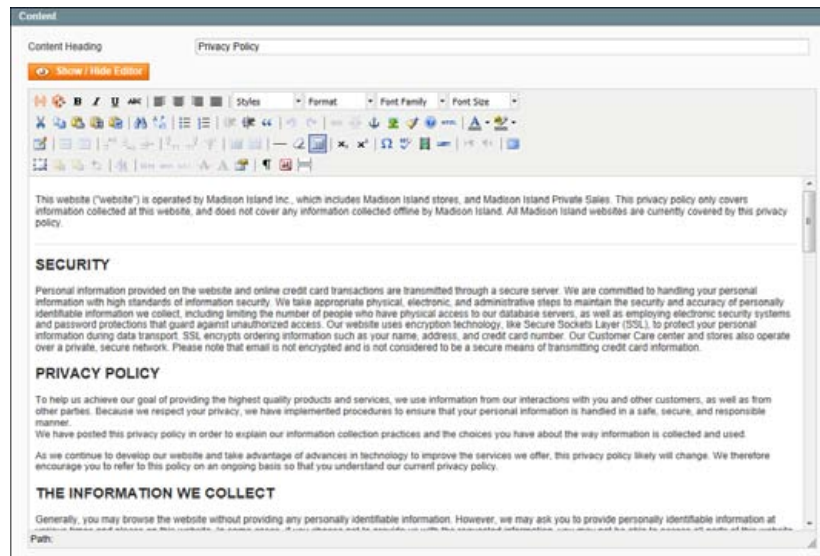 Content
Content Heading
Privacy Policy
Show / Hide Editor
B I U ABC Styles Format Font Family Font Size
This website ("website") is operated by Madison Island Inc., which includes Madison Island stores, and Madison Island Private Sales. This privacy policy only covers
information collected at this website, and does not cover any information collected offline by Madison Island. All Madison Island websites are currently covered by this privacy
policy.
SECURITY
Personal information provided on the website and online credit card transactions are transmitted through a secure server. We are committed to handling your personal
information with high standards of information security. We take appropriate physical, electronic, and administrative steps to maintain the security and accuracy of personally
identifiable information we collect, including limiting the number of people who have physical access to our database servers, as well as employing electronic security systems
and password protections that guard against unauthorized access. Our website uses encryption technology, like Secure Sockets Layer (SSL), to protect your personal
information during data transport. SSL encrypts ordering information such as your name, address, and credit card number. Our Customer Care center and stores also operate
over a private, secure network. Please note that email is not encrypted and is not considered to be a secure means of transmitting credit card information.
PRIVACY POLICY
To help us achieve our goal of providing the highest quality products and services, we use information from our interactions with you and other customers, as well as from
other parties. Because we respect your privacy, we have implemented procedures to ensure that your personal information is handled in a safe, secure, and responsible
manner.
We have posted this privacy policy in order to explain our information collection practices and the choices you have about the way information is collected and used.
As we continue to develop our website and take advantage of advances in technology to improve the services we offer, this privacy policy likely will change. We therefore
encourage you to refer to this policy on an ongoing basis so that you understand our current privacy policy.
THE INFORMATION WE COLLECT
Generally, you may browse the website without providing any personally identifiable information. However, we may ask you to provide personally identifiable information at
Path: